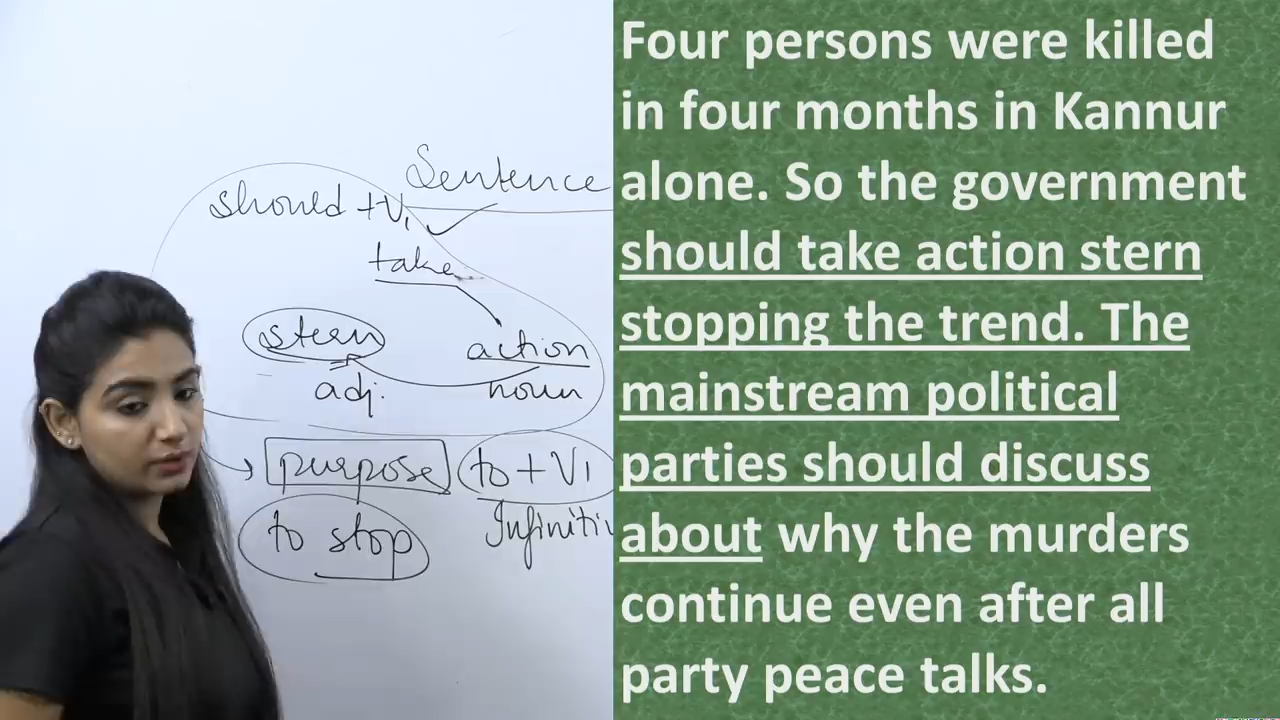 Sentence
should + V1
take
stern
action
adj.
noun
purpose
to + V1
to stop
Infiniti
Four persons were killed
in four months in Kannur
alone. So the government
should take action stern
stopping the trend. The
mainstream political
parties should discuss
about why the murders
continue even after all
party peace talks.